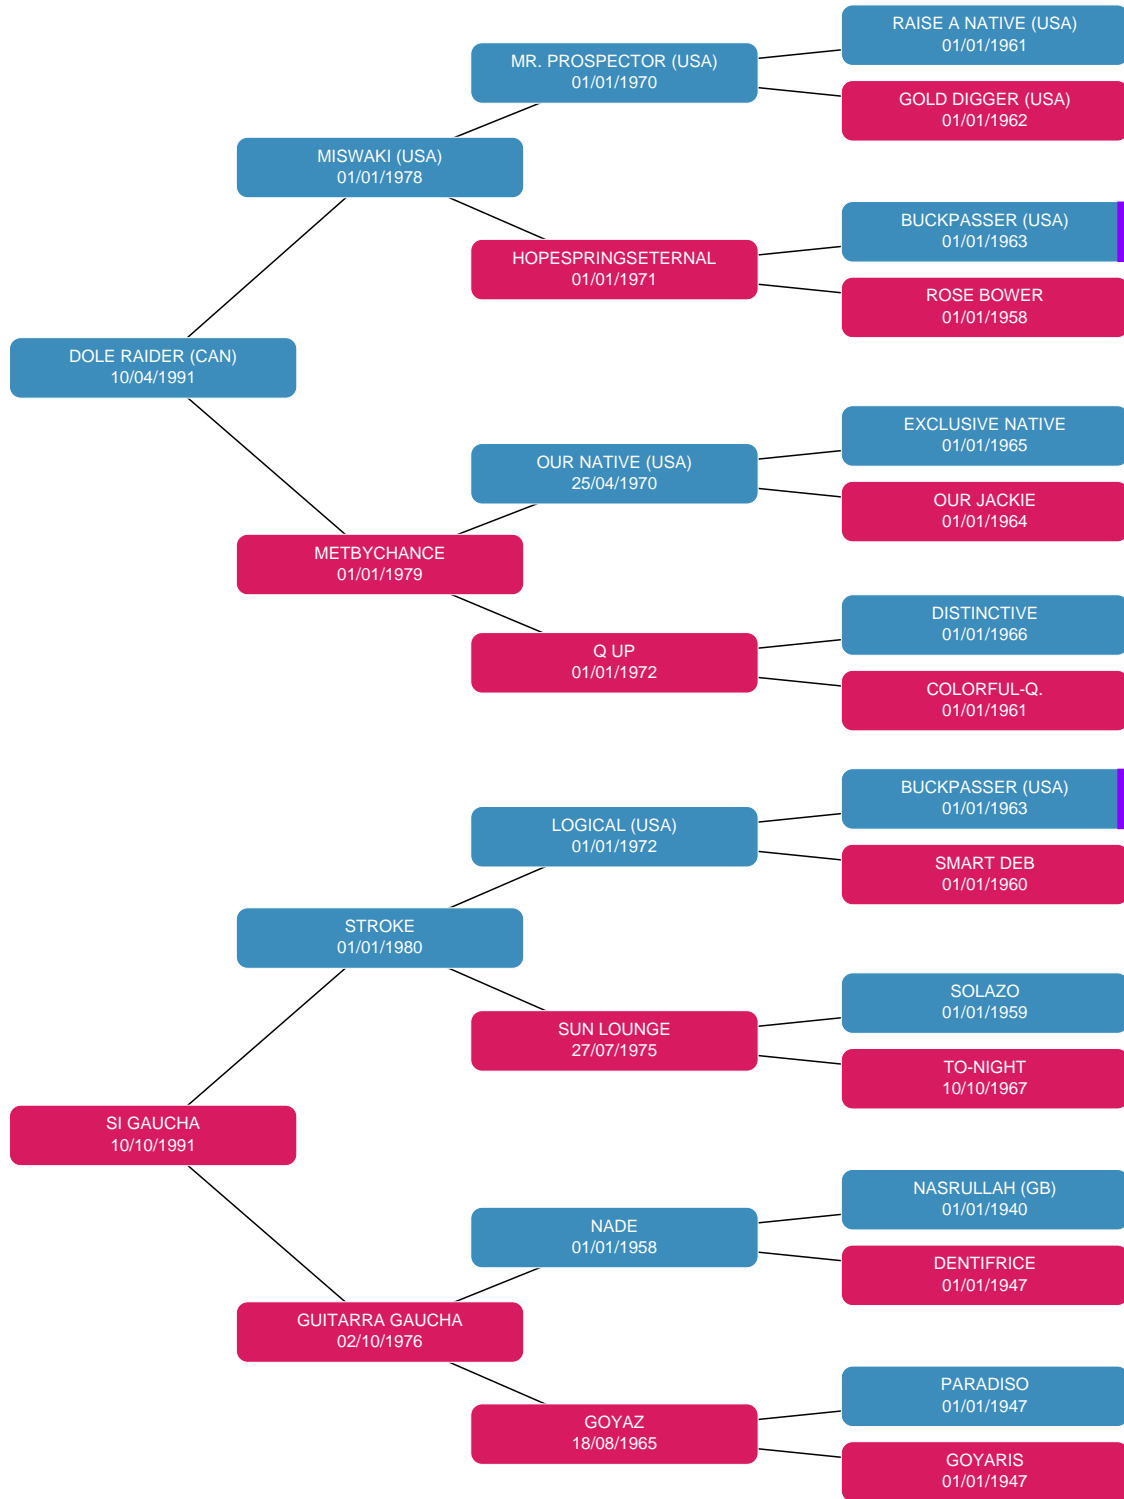 RAISE A NATIVE (USA)
01/01/1961
MR. PROSPECTOR (USA)
01/01/1970
GOLD DIGGER (USA)
01/01/1962
MISWAKI (USA)
01/01/1978
BUCKPASSER (USA)
01/01/1963
HOPESPRINGSETERNAL
01/01/1971
ROSE BOWER
01/01/1958
DOLE RAIDER (CAN)
10/04/1991
EXCLUSIVE NATIVE
01/01/1965
OUR NATIVE (USA)
25/04/1970
OUR JACKIE
01/01/1964
METBYCHANCE
01/01/1979
DISTINCTIVE
01/01/1966
Q UP
01/01/1972
COLORFUL-Q.
01/01/1961
BUCKPASSER (USA)
01/01/1963
LOGICAL (USA)
01/01/1972
SMART DEB
01/01/1960
STROKE
01/01/1980
SOLAZO
01/01/1959
SUN LOUNGE
27/07/1975
TO-NIGHT
10/10/1967
SI GAUCHA
10/10/1991
NASRULLAH (GB)
01/01/1940
NADE
01/01/1958
DENTIFRICE
01/01/1947
GUITARRA GAUCHA
02/10/1976
PARADISO
01/01/1947
GOYAZ
18/08/1965
GOYARIS
01/01/1947